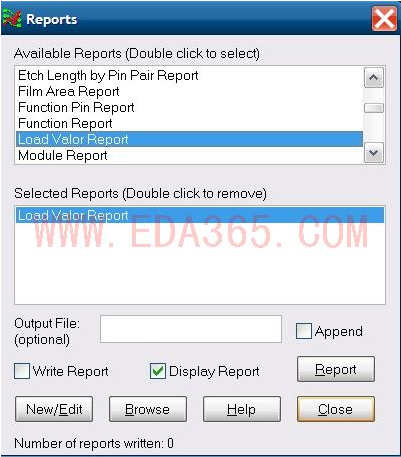 Reports
Available Reports (Double click to select)
Etch Length by Pin Pair Report
Film Area Report
Function Pin Report
Function Report
Load Valor Report
Module Report
Selected Reports (Double click to remove)
Load Valor Report
WWW.EDA365.COM
Output File:
(optional)
Append
Write Report
Display Report
Report
New/Edit
Browse
Help
Close
Number of reports written: 0